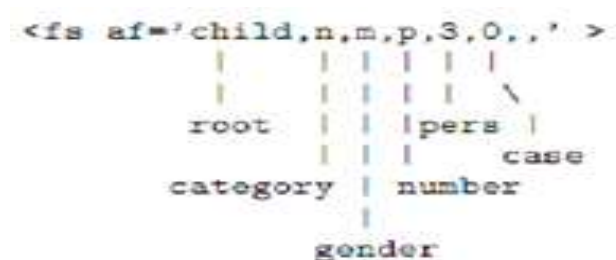 <fs af='child,n,m,p,3,0,,' >
| | | | | |
| | | | | \
root | | |pers |
| | | case
category | number
|
gender